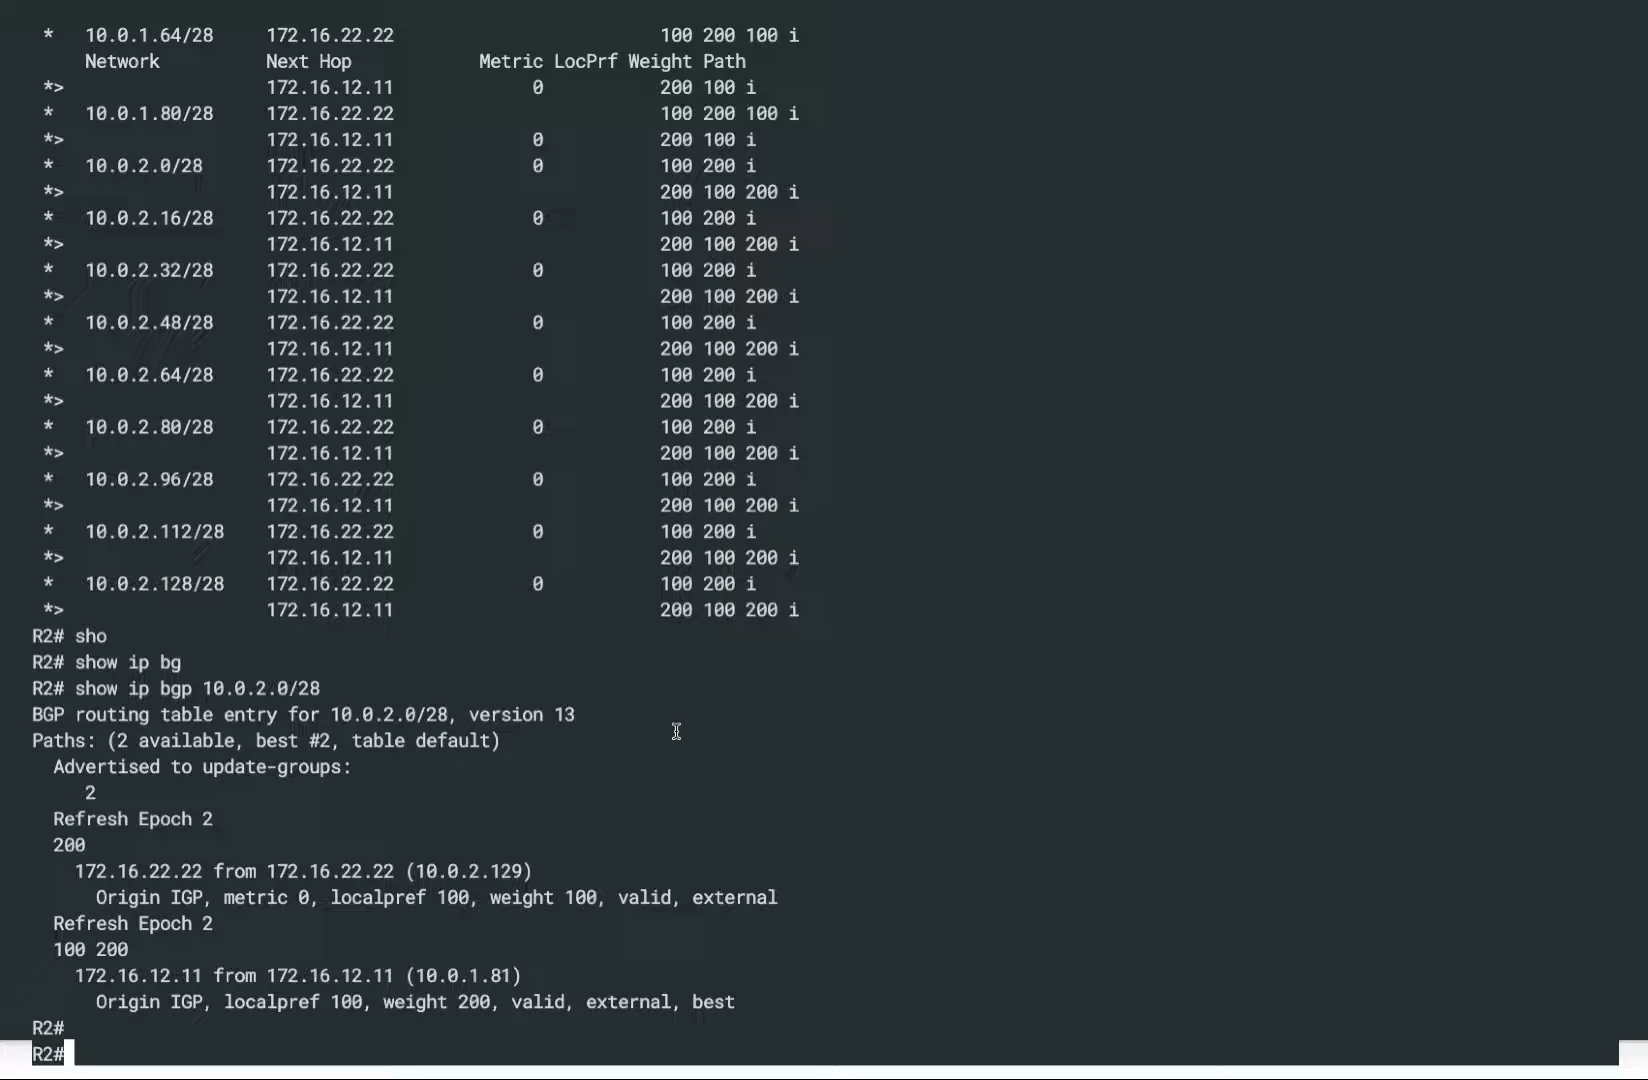 *   10.0.1.64/28     172.16.22.22                         100 200 100 i
     Network          Next Hop            Metric LocPrf Weight Path
 *>                   172.16.12.11             0           200 100 i
 *   10.0.1.80/28     172.16.22.22                         100 200 100 i
 *>                   172.16.12.11             0           200 100 i
 *   10.0.2.0/28      172.16.22.22             0           100 200 i
 *>                   172.16.12.11                         200 100 200 i
 *   10.0.2.16/28     172.16.22.22             0           100 200 i
 *>                   172.16.12.11                         200 100 200 i
 *   10.0.2.32/28     172.16.22.22             0           100 200 i
 *>                   172.16.12.11                         200 100 200 i
 *   10.0.2.48/28     172.16.22.22             0           100 200 i
 *>                   172.16.12.11                         200 100 200 i
 *   10.0.2.64/28     172.16.22.22             0           100 200 i
 *>                   172.16.12.11                         200 100 200 i
 *   10.0.2.80/28     172.16.22.22             0           100 200 i
 *>                   172.16.12.11                         200 100 200 i
 *   10.0.2.96/28     172.16.22.22             0           100 200 i
 *>                   172.16.12.11                         200 100 200 i
 *   10.0.2.112/28    172.16.22.22             0           100 200 i
 *>                   172.16.12.11                         200 100 200 i
 *   10.0.2.128/28    172.16.22.22             0           100 200 i
 *>                   172.16.12.11                         200 100 200 i
R2# sho
R2# show ip bg
R2# show ip bgp 10.0.2.0/28
BGP routing table entry for 10.0.2.0/28, version 13
Paths: (2 available, best #2, table default)
  Advertised to update-groups:
     2
  Refresh Epoch 2
  200
    172.16.22.22 from 172.16.22.22 (10.0.2.129)
      Origin IGP, metric 0, localpref 100, weight 100, valid, external
  Refresh Epoch 2
  100 200
    172.16.12.11 from 172.16.12.11 (10.0.1.81)
      Origin IGP, localpref 100, weight 200, valid, external, best
R2#
R2#